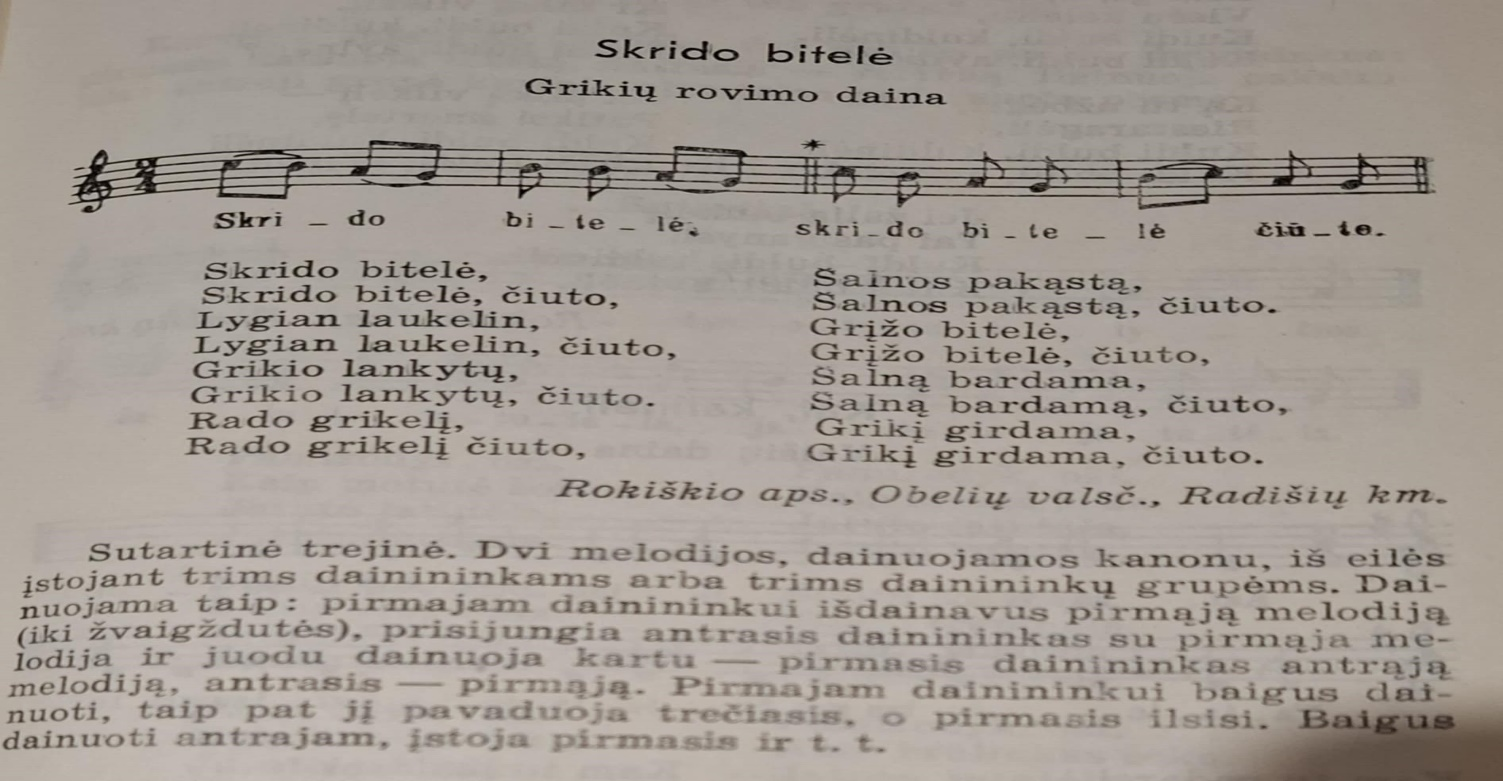 Skrido bitelė
Grikių rovimo daina
*
Skri – do bi – te – lė, skri – do bi – te – lė čiū – to.
Skrido bitelė,
Skrido bitelė, čiuto,
Lygian laukelin,
Lygian laukelin, čiuto,
Grikio lankytų,
Grikio lankytų, čiuto.
Rado grikelį,
Rado grikelį čiuto,
Šalnos pakąstą,
Šalnos pakąstą, čiuto.
Grįžo bitelė,
Grįžo bitelė, čiuto,
Šalną bardama,
Šalną bardamą, čiuto,
Grikį girdama,
Grikį girdama, čiuto.
Rokiškio aps., Obelių valsč., Radišių km.
Sutartinė trejinė. Dvi melodijos, dainuojamos kanonu, iš eilės
įstojant trims dainininkams arba trims dainininkų grupėms. Dai-
nuojama taip: pirmajam dainininkui išdainavus pirmąją melodiją
(iki žvaigždutės), prisijungia antrasis dainininkas su pirmąja me-
lodija ir juodu dainuoja kartu — pirmasis dainininkas antrąją
melodiją, antrasis — pirmąją. Pirmajam dainininkui baigus dai-
nuoti, taip pat jį pavaduoja trečiasis, o pirmasis ilsisi. Baigus
dainuoti antrajam, įstoja pirmasis ir t. t.